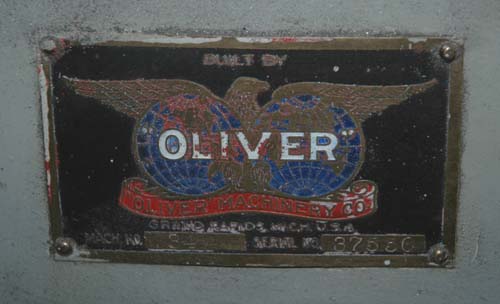 BUILT BY
OLIVER
OLIVER MACHINERY CO.
GRAND RAPIDS, MICH. U.S.A.
MACH. NO.
SERIAL NO.